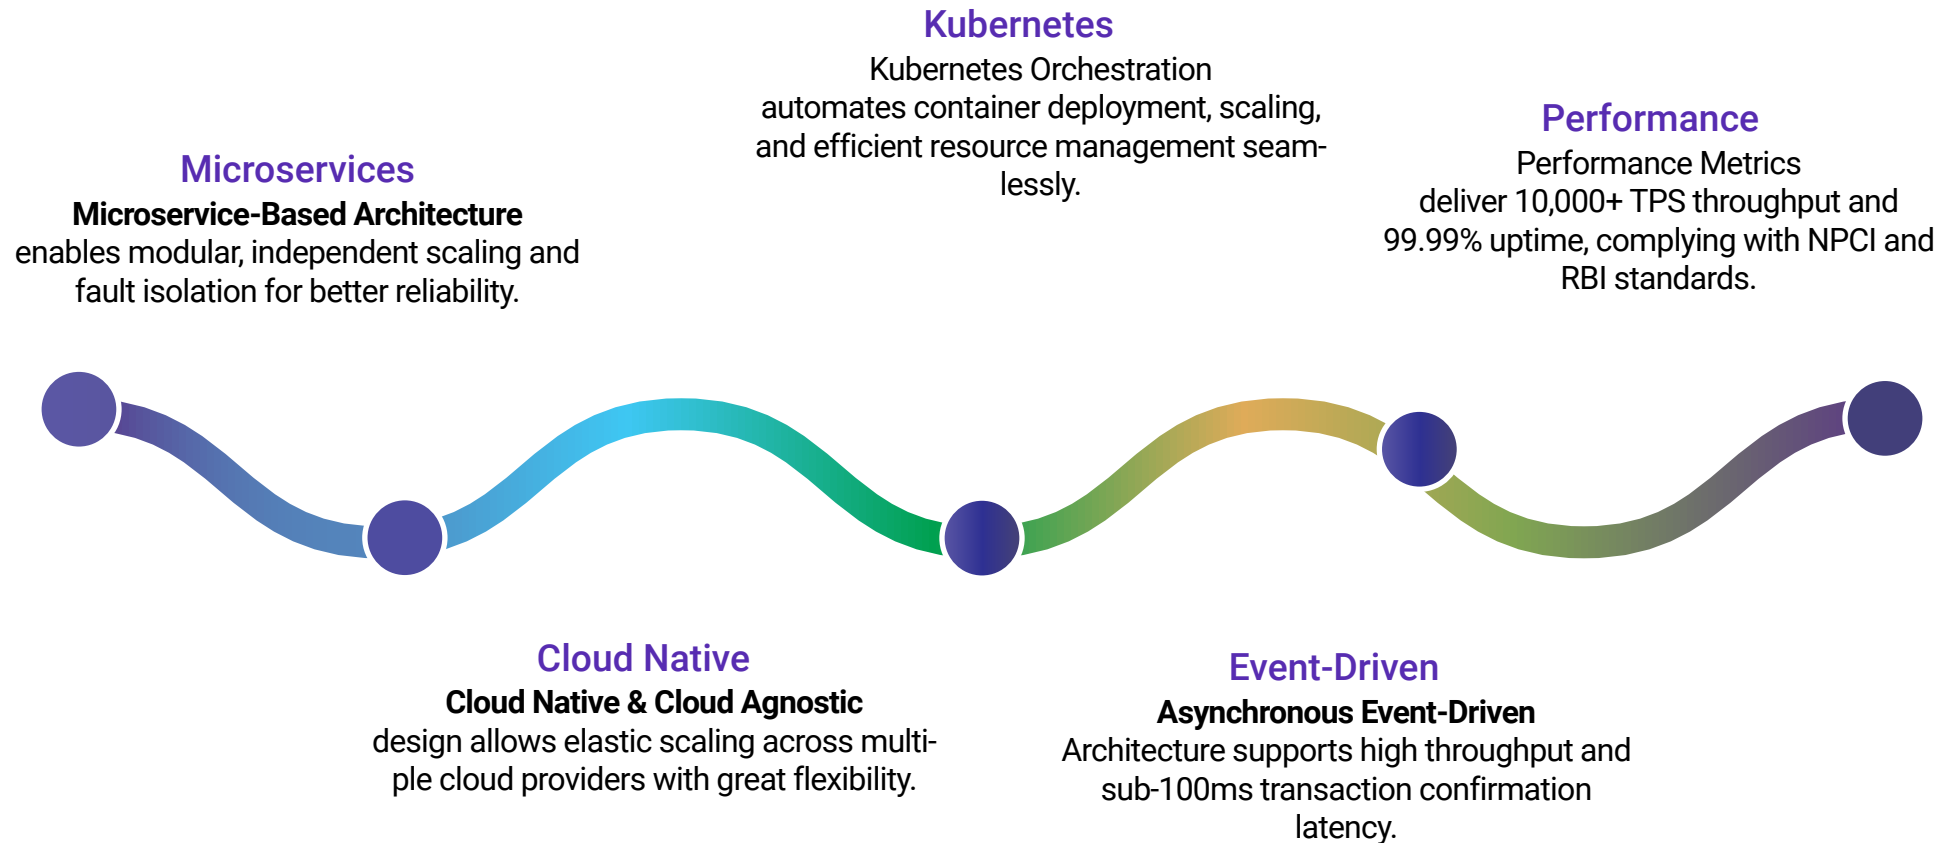 Microservices
Microservice-Based Architecture
enables modular, independent scaling and
fault isolation for better reliability.
Cloud Native
Cloud Native & Cloud Agnostic
design allows elastic scaling across multi-
ple cloud providers with great flexibility.
Kubernetes
Kubernetes Orchestration
automates container deployment, scaling,
and efficient resource management seam-
lessly.
Event-Driven
Asynchronous Event-Driven
Architecture supports high throughput and
sub-100ms transaction confirmation
latency.
Performance
Performance Metrics
deliver 10,000+ TPS throughput and
99.99% uptime, complying with NPCI and
RBI standards.